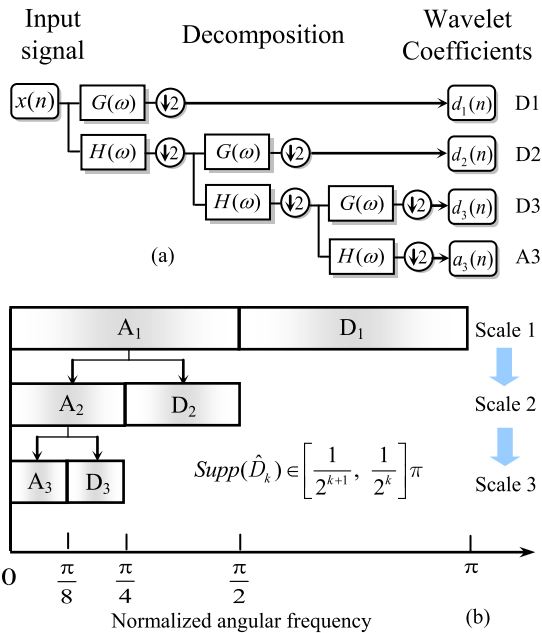 Input signal
Decomposition
Wavelet Coefficients
x(n) G(ω) ↓2 d₁(n) D1
H(ω) ↓2 G(ω) ↓2 d₂(n) D2
H(ω) ↓2 G(ω) ↓2 d₃(n) D3
(a) H(ω) ↓2 a₃(n) A3
A₁ D₁ Scale 1
A₂ D₂ Scale 2
Supp(D̂ₖ) ∈ [1/2ᵏ⁺¹, 1/2ᵏ]π
A₃ D₃ Scale 3
0 π/8 π/4 π/2 π
Normalized angular frequency (b)